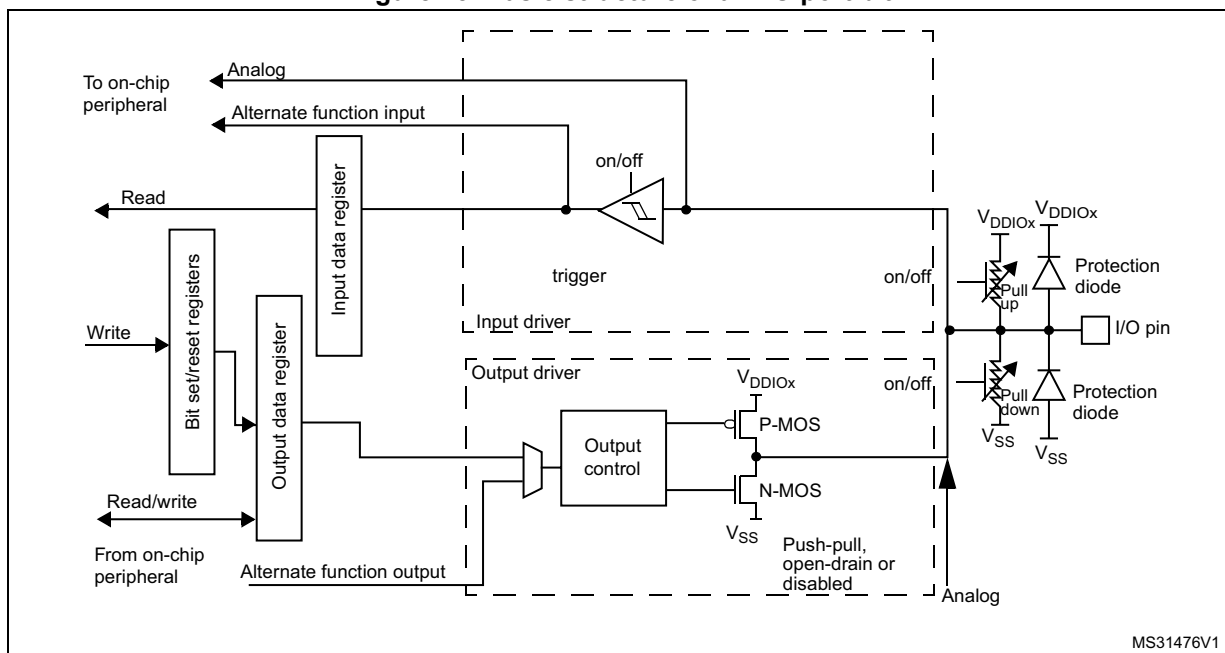 To on-chip
peripheral
Analog
Alternate function input
on/off
Read
Input data register
trigger
Input driver
VDDIOx
VDDIOx
on/off
Pull
up
Protection
diode
I/O pin
Write
Bit set/reset registers
Output data register
Output driver
VDDIOx
P-MOS
Output
control
N-MOS
VSS
on/off
Pull
down
VSS
Protection
diode
VSS
Read/write
From on-chip
peripheral
Alternate function output
Push-pull,
open-drain or
disabled
Analog
MS31476V1